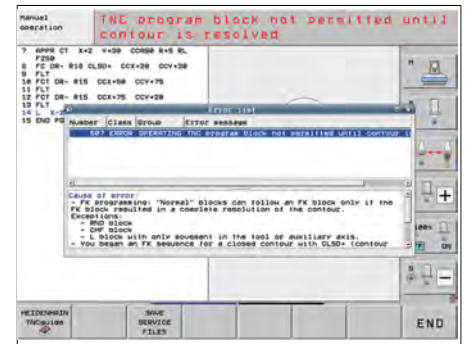 Manual
operation
TNC program block not permitted until
contour is resolved
7 APPR CT X+2 Y+30 CCA90 R+5 RL
F250
8 FC DR- R18 CLSD+ CCX+20 CCY+30
9 FLT
10 FCT DR- R15 CCX+50 CCY+75
11 FLT
12 FCT DR- R15 CCX+75 CCY+20
13 FLT
14 L X-2
15 END PG
Error list
Number Class Group Error message
507 ERROR OPERATING TNC program block not permitted until contour i
Cause of error:
- FK programming: "Normal" blocks can follow an FK block only if the
FK block resulted in a complete resolution of the contour.
Exceptions:
- RND block
- CHF block
- L block with only movement in the tool or auxiliary axis.
- You began an FK sequence for a closed contour with CLSD+ (contour
M
S
100%
S
HEIDENHAIN
TNCguide
SAVE
SERVICE
FILES
END